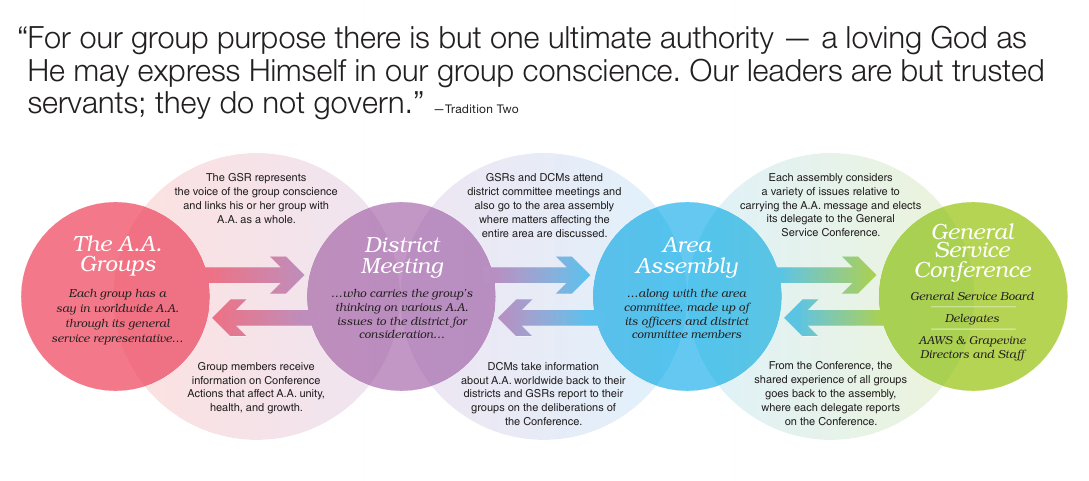 “For our group purpose there is but one ultimate authority — a loving God as
He may express Himself in our group conscience. Our leaders are but trusted
servants; they do not govern.” —Tradition Two
The A.A.
Groups
Each group has a
say in worldwide A.A.
through its general
service representative…
The GSR represents
the voice of the group conscience
and links his or her group with
A.A. as a whole.
Group members receive
information on Conference
Actions that affect A.A. unity,
health, and growth.
District
Meeting
…who carries the group’s
thinking on various A.A.
issues to the district for
consideration…
GSRs and DCMs attend
district committee meetings and
also go to the area assembly
where matters affecting the
entire area are discussed.
DCMs take information
about A.A. worldwide back to their
districts and GSRs report to their
groups on the deliberations of
the Conference.
Area
Assembly
…along with the area
committee, made up of
its officers and district
committee members
Each assembly considers
a variety of issues relative to
carrying the A.A. message and elects
its delegate to the General
Service Conference.
From the Conference, the
shared experience of all groups
goes back to the assembly,
where each delegate reports
on the Conference.
General
Service
Conference
General Service Board
Delegates
AAWS & Grapevine
Directors and Staff